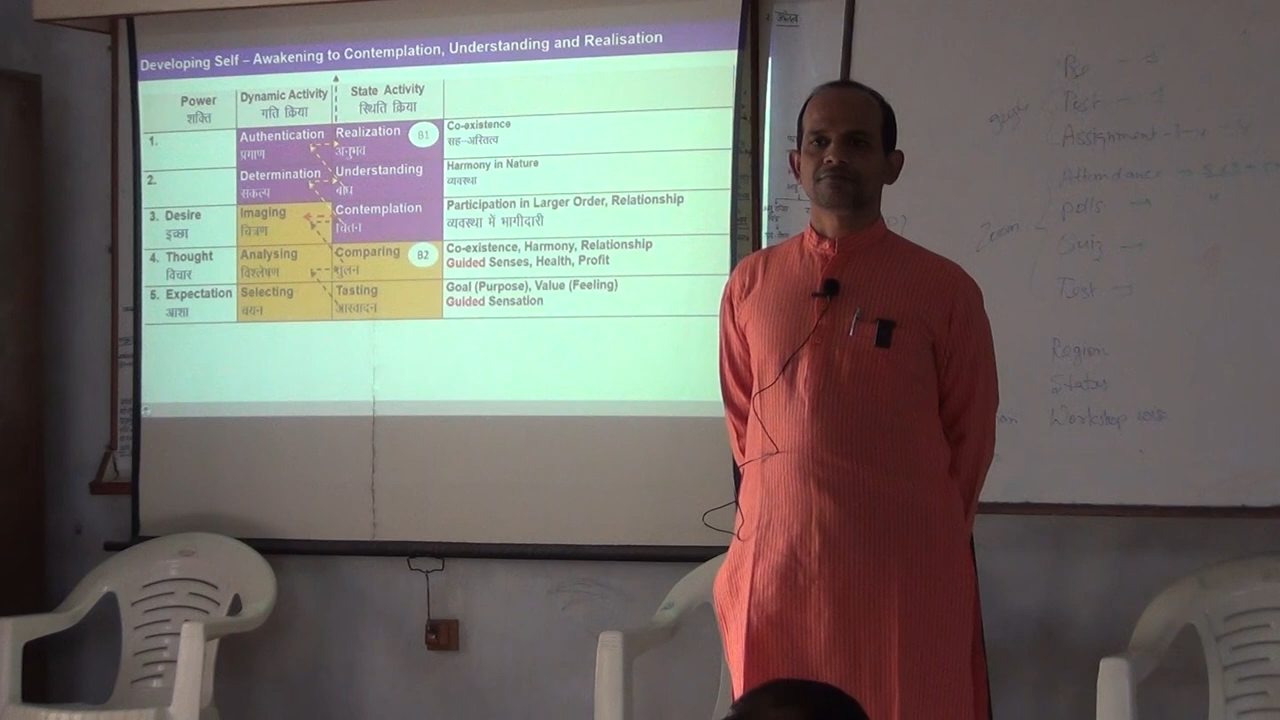 Developing Self – Awakening to Contemplation, Understanding and Realisation
Power
शक्ति
Dynamic Activity
गति क्रिया
State Activity
स्थिति क्रिया
1.
Authentication
प्रमाण
Realization
B1
अनुभव
Co-existence
सह-अस्तित्व
2.
Determination
संकल्प
Understanding
बोध
Harmony in Nature
व्यवस्था
3. Desire
इच्छा
Imaging
चित्रण
Contemplation
चिंतन
Participation in Larger Order, Relationship
व्यवस्था में भागीदारी
4. Thought
विचार
Analysing
विश्लेषण
Comparing
B2
तुलन
Co-existence, Harmony, Relationship
Guided Senses, Health, Profit
5. Expectation
आशा
Selecting
चयन
Tasting
आस्वादन
Goal (Purpose), Value (Feeling)
Guided Sensation
Test
Assignment
Attendance
Polls
Zoom
Quiz
Test
Region
Status
Workshop